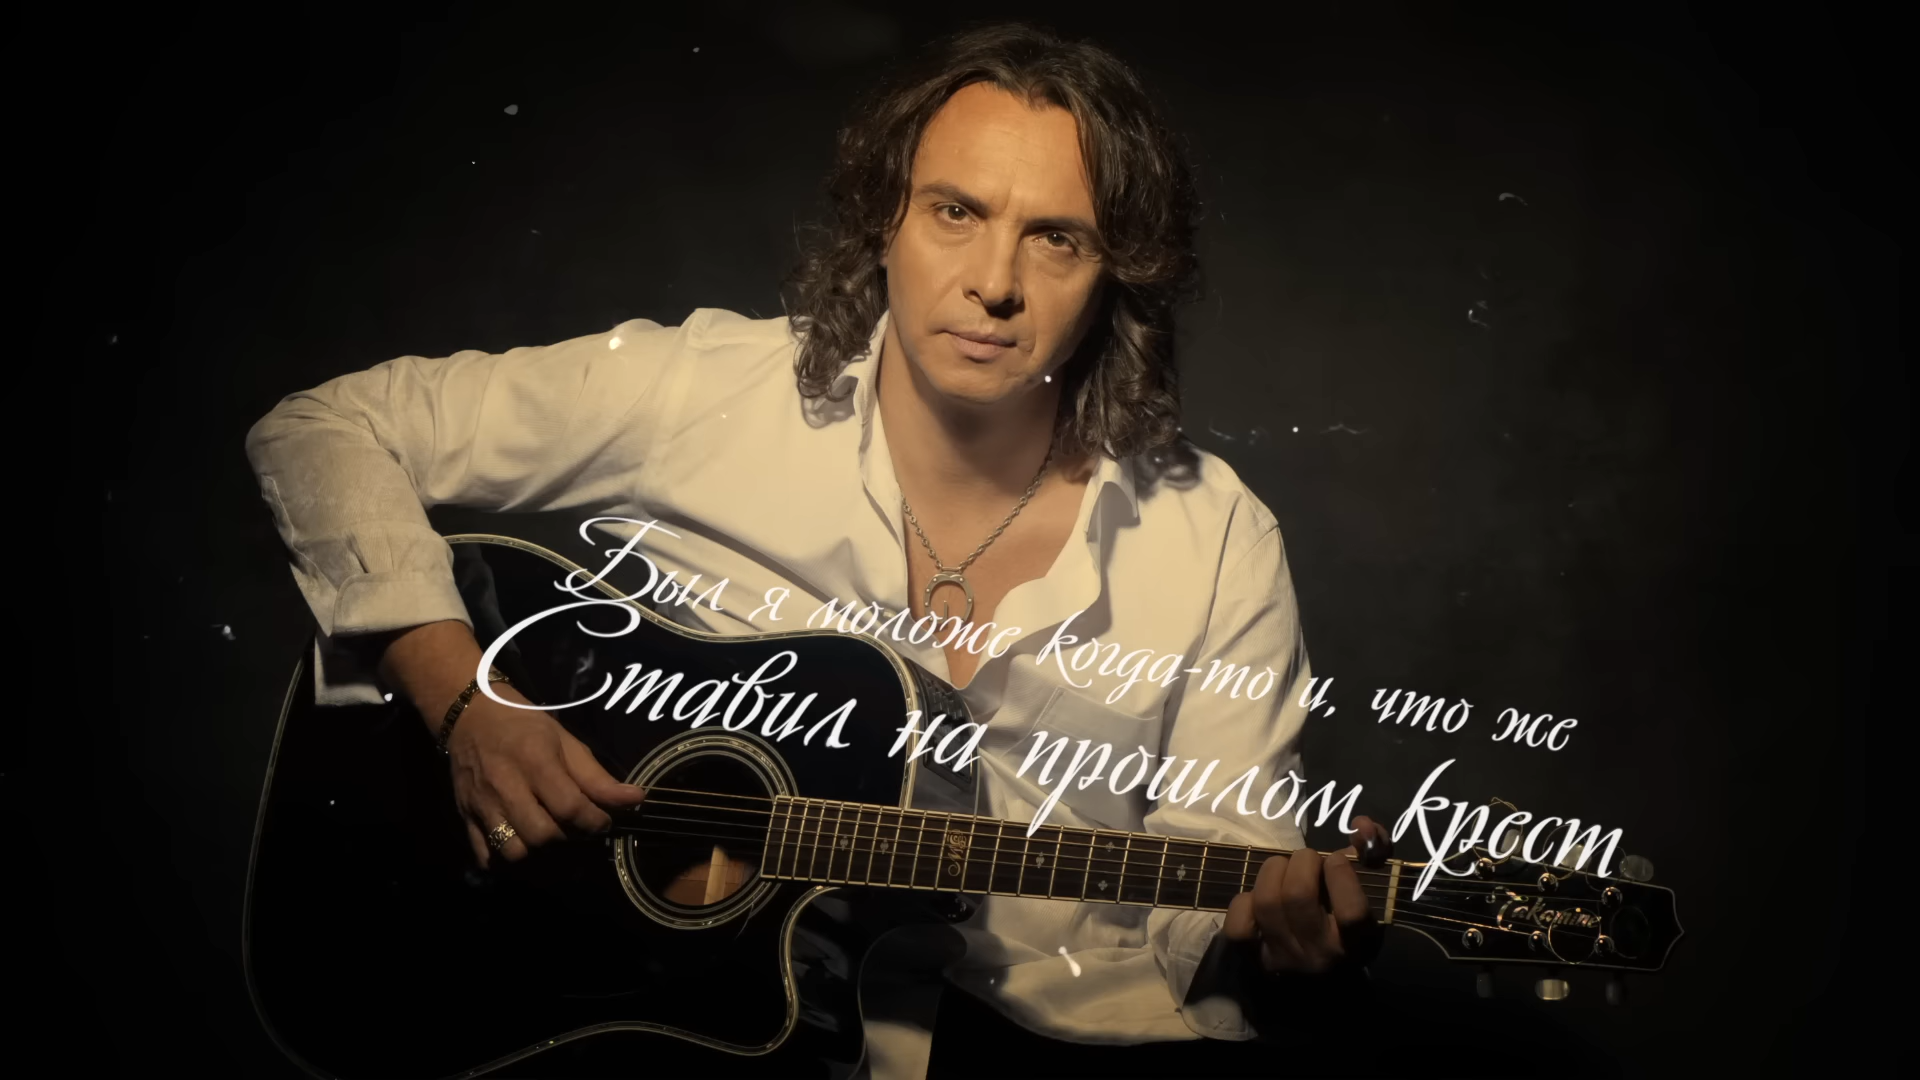 Был я моложе когда-то и, что же
Ставил на прошлом крест
Takamine